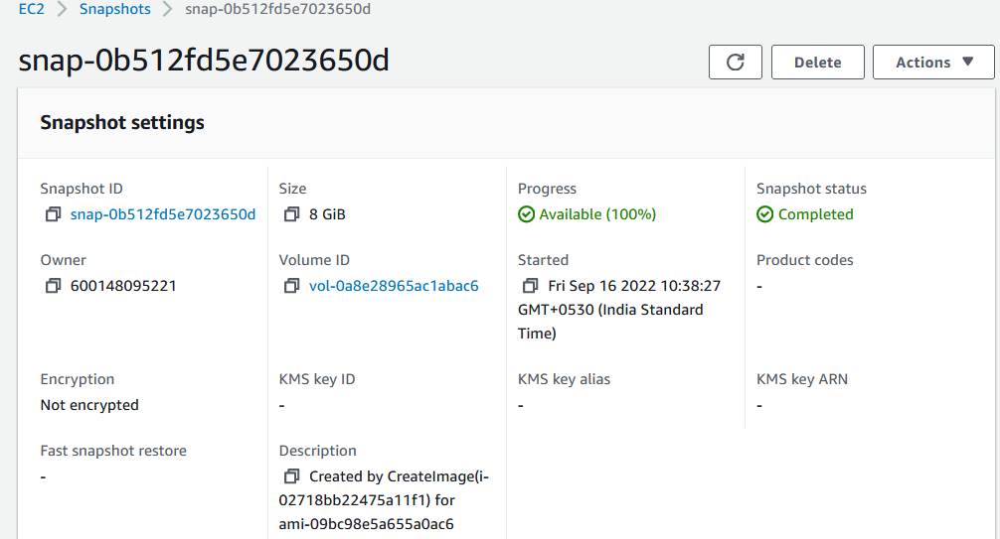 EC2 > Snapshots > snap-0b512fd5e7023650d
snap-0b512fd5e7023650d
Delete
Actions
Snapshot settings
Snapshot ID
snap-0b512fd5e7023650d
Size
8 GiB
Progress
Available (100%)
Snapshot status
Completed
Owner
600148095221
Volume ID
vol-0a8e28965ac1abac6
Started
Fri Sep 16 2022 10:38:27
GMT+0530 (India Standard
Time)
Product codes
-
Encryption
Not encrypted
KMS key ID
-
KMS key alias
-
KMS key ARN
-
Fast snapshot restore
-
Description
Created by CreateImage(i-
02718bb22475a11f1) for
ami-09bc98e5a655a0ac6